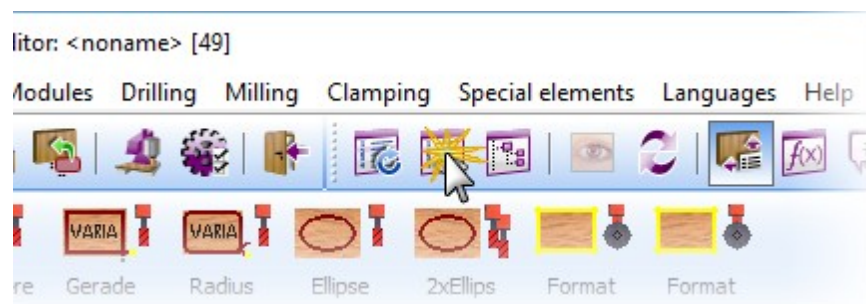 litor: <noname> [49]
Modules Drilling Milling Clamping Special elements Languages Help
f(x)
VARIA VARIA
re Gerade Radius Ellipse 2xEllips Format Format